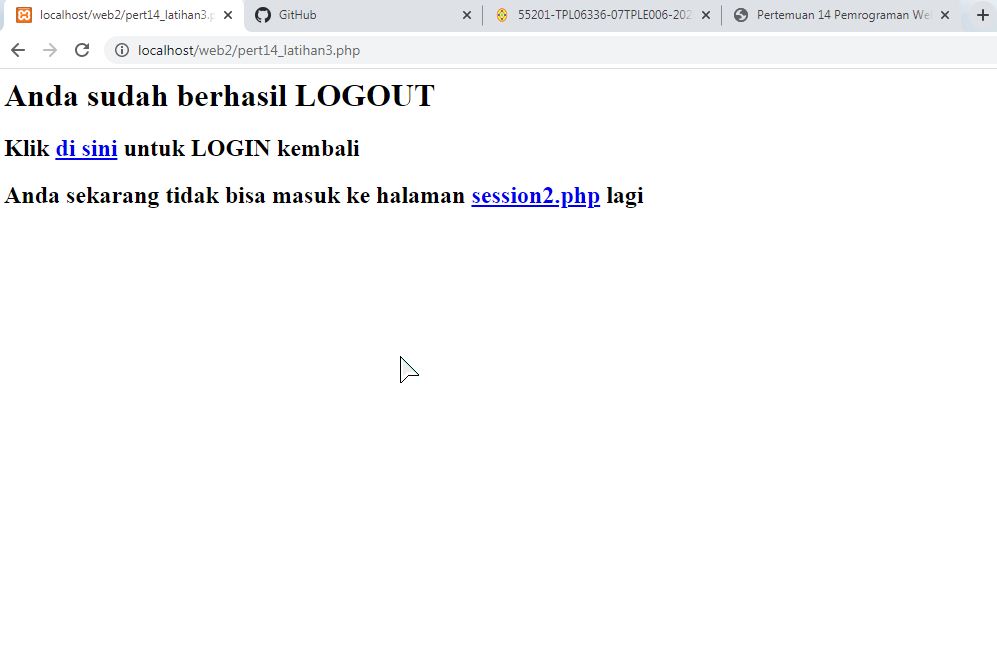 localhost/web2/pert14_latihan3.p
GitHub
55201-TPL06336-07TPLE006-202
Pertemuan 14 Pemrograman We
localhost/web2/pert14_latihan3.php
Anda sudah berhasil LOGOUT
Klik di sini untuk LOGIN kembali
Anda sekarang tidak bisa masuk ke halaman session2.php lagi